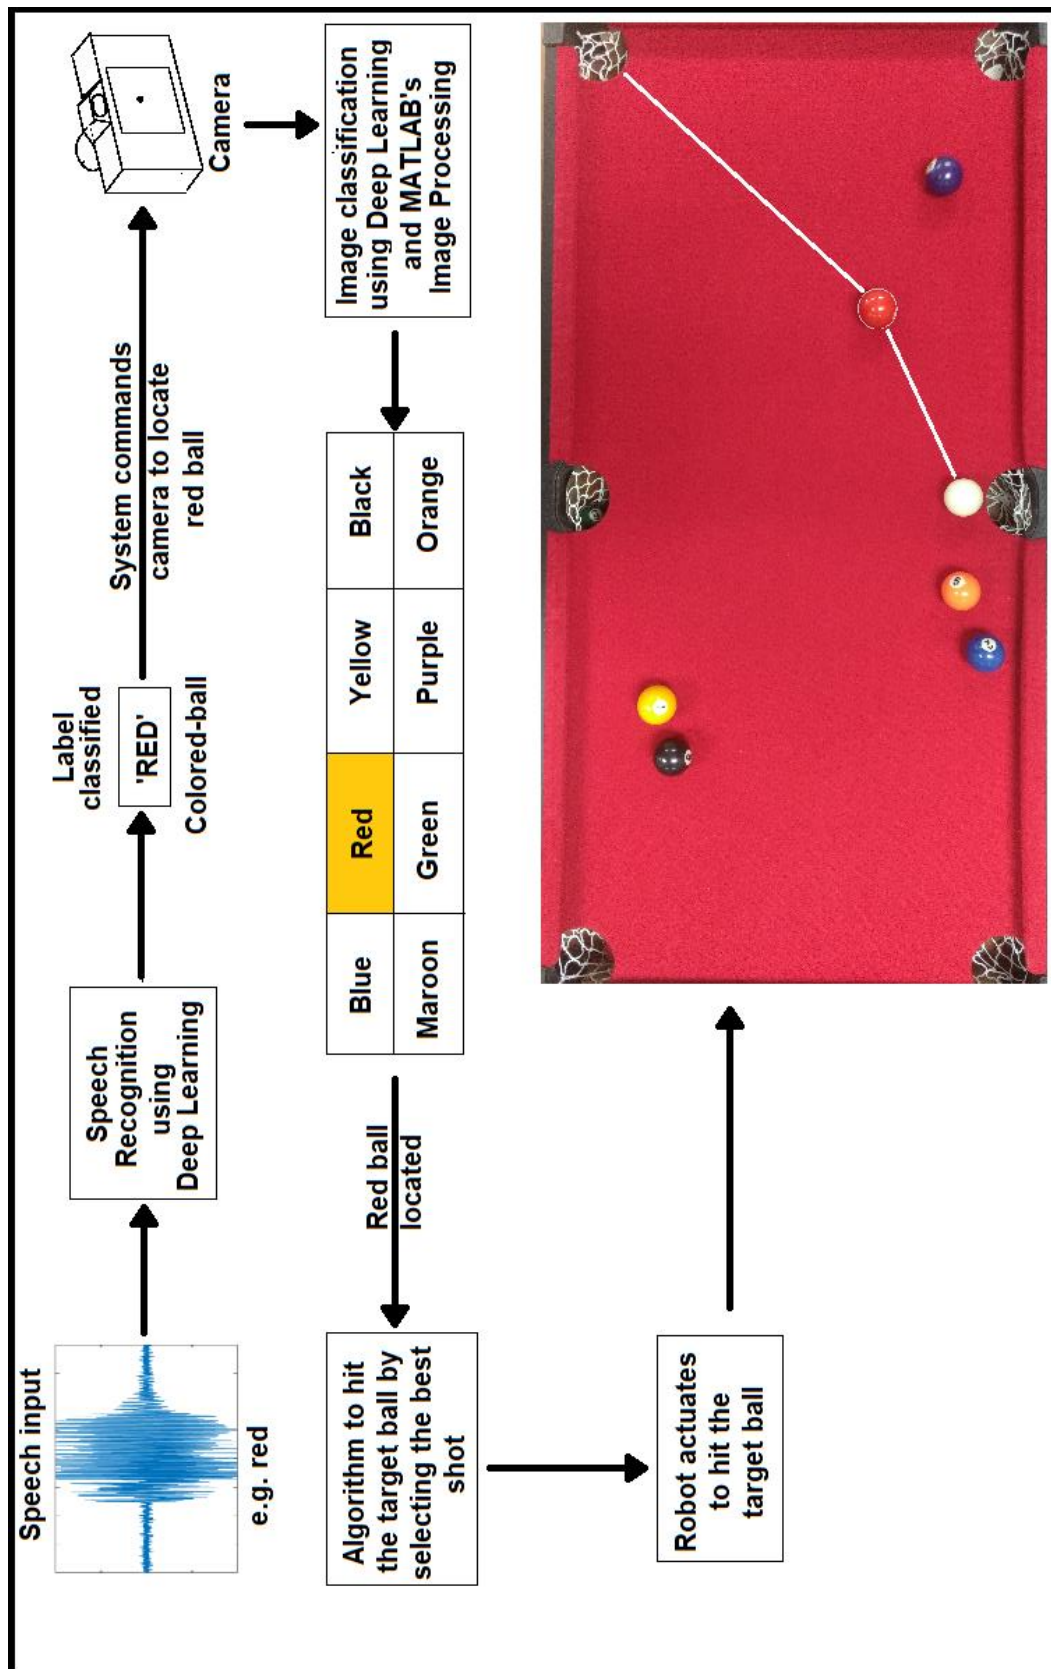 Speech input
e.g. red
Speech
Recognition
using
Deep Learning
Label
classified
'RED'
Colored-ball
System commands
camera to locate
red ball
Camera
Image classification
using Deep Learning
and MATLAB's
Image Processing
Blue
Red
Yellow
Black
Maroon
Green
Purple
Orange
Red ball
located
Algorithm to hit
the target ball by
selecting the best
shot
Robot actuates
to hit the
target ball